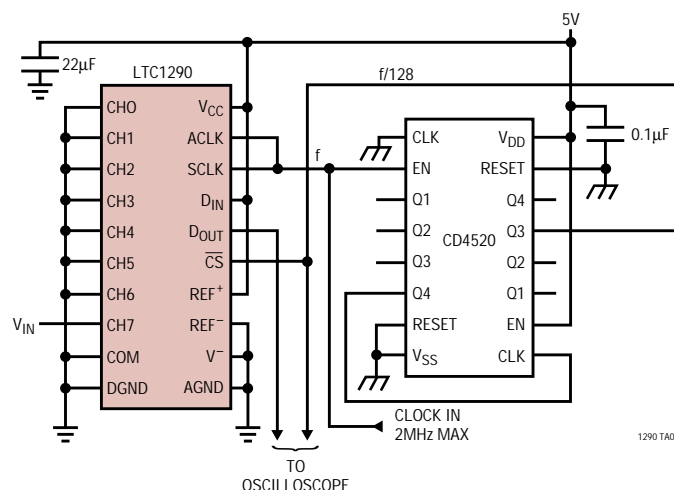 5V
22µF
LTC1290
f/128
CHO
CH1
CH2
CH3
CH4
CH5
CH6
CH7
COM
DGND
VCC
ACLK
SCLK
DIN
DOUT
CS
REF+
REF–
V–
AGND
VIN
f
CLK
EN
Q1
Q2
Q3
Q4
RESET
VSS
CD4520
VDD
RESET
Q4
Q3
Q2
Q1
EN
CLK
0.1µF
CLOCK IN
2MHz MAX
TO
OSCILLOSCOPE
1290 TA0